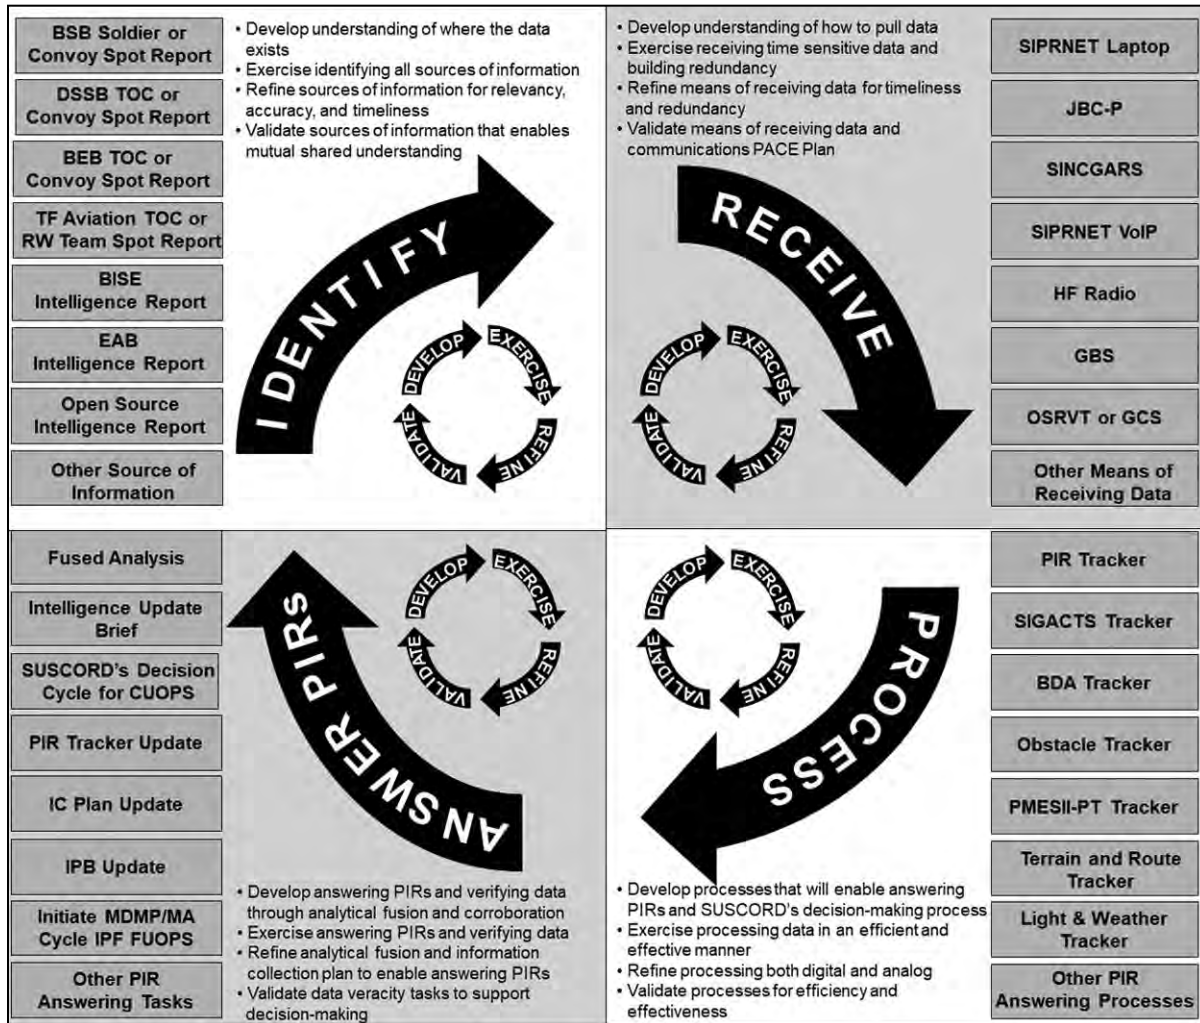 BSB Soldier or
Convoy Spot Report
DSSB TOC or
Convoy Spot Report
BEB TOC or
Convoy Spot Report
TF Aviation TOC or
RW Team Spot Report
BISE
Intelligence Report
EAB
Intelligence Report
Open Source
Intelligence Report
Other Source of
Information
• Develop understanding of where the data
exists
• Exercise identifying all sources of information
• Refine sources of information for relevancy,
accuracy, and timeliness
• Validate sources of information that enables
mutual shared understanding
IDENTIFY
DEVELOP
EXERCISE
REFINE
VALIDATE
• Develop understanding of how to pull data
• Exercise receiving time sensitive data and
building redundancy
• Refine means of receiving data for timeliness
and redundancy
• Validate means of receiving data and
communications PACE Plan
RECEIVE
DEVELOP
EXERCISE
REFINE
VALIDATE
SIPRNET Laptop
JBC-P
SINCGARS
SIPRNET VoIP
HF Radio
GBS
OSRVT or GCS
Other Means of
Receiving Data
Fused Analysis
Intelligence Update
Brief
SUSCORD's Decision
Cycle for CUOPS
PIR Tracker Update
IC Plan Update
IPB Update
Initiate MDMP/MA
Cycle IPF FUOPS
Other PIR
Answering Tasks
ANSWER PIRs
DEVELOP
EXERCISE
REFINE
VALIDATE
• Develop answering PIRs and verifying data
through analytical fusion and corroboration
• Exercise answering PIRs and verifying data
• Refine analytical fusion and information
collection plan to enable answering PIRs
• Validate data veracity tasks to support
decision-making
DEVELOP
EXERCISE
REFINE
VALIDATE
PROCESS
• Develop processes that will enable answering
PIRs and SUSCORD's decision-making process
• Exercise processing data in an efficient and
effective manner
• Refine processing both digital and analog
• Validate processes for efficiency and
effectiveness
PIR Tracker
SIGACTS Tracker
BDA Tracker
Obstacle Tracker
PMESII-PT Tracker
Terrain and Route
Tracker
Light & Weather
Tracker
Other PIR
Answering Processes